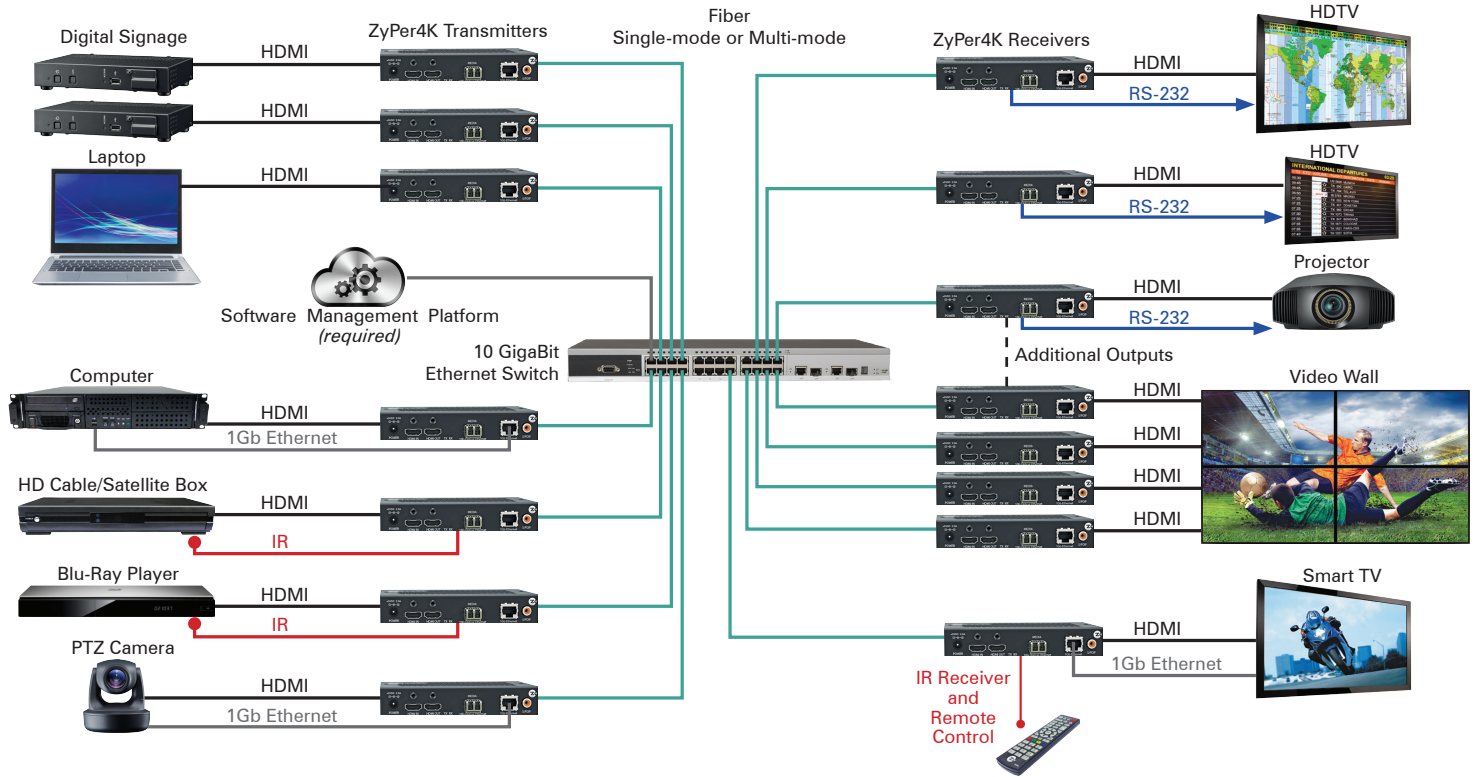 Fiber
Single-mode or Multi-mode
Digital Signage
HDMI
HDMI
Laptop
HDMI
ZyPer4K Transmitters
ZyPer4K Receivers
HDMI
RS-232
HDTV
HDMI
RS-232
HDTV
INTERNATIONAL DEPARTURES
HDMI
RS-232
Projector
Software Management Platform
(required)
10 GigaBit
Ethernet Switch
Additional Outputs
Computer
HDMI
1Gb Ethernet
HD Cable/Satellite Box
HDMI
IR
Blu-Ray Player
HDMI
IR
PTZ Camera
HDMI
1Gb Ethernet
Video Wall
HDMI
HDMI
HDMI
HDMI
Smart TV
HDMI
1Gb Ethernet
IR Receiver
and
Remote
Control